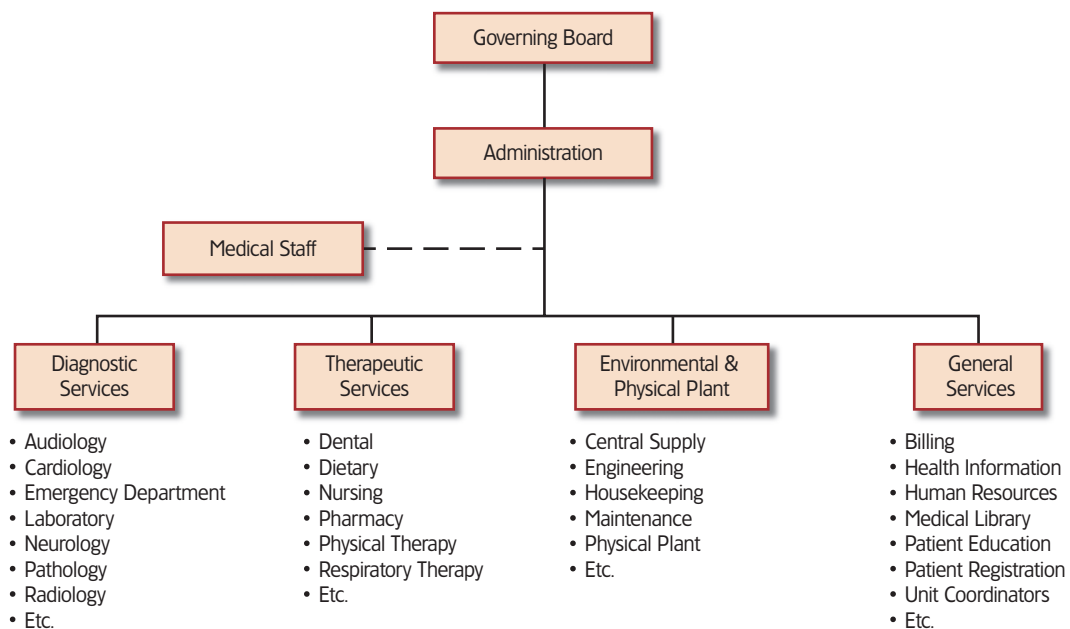 Governing Board
Administration
Medical Staff
Diagnostic
Services
• Audiology
• Cardiology
• Emergency Department
• Laboratory
• Neurology
• Pathology
• Radiology
• Etc.
Therapeutic
Services
• Dental
• Dietary
• Nursing
• Pharmacy
• Physical Therapy
• Respiratory Therapy
• Etc.
Environmental &
Physical Plant
• Central Supply
• Engineering
• Housekeeping
• Maintenance
• Physical Plant
• Etc.
General
Services
• Billing
• Health Information
• Human Resources
• Medical Library
• Patient Education
• Patient Registration
• Unit Coordinators
• Etc.